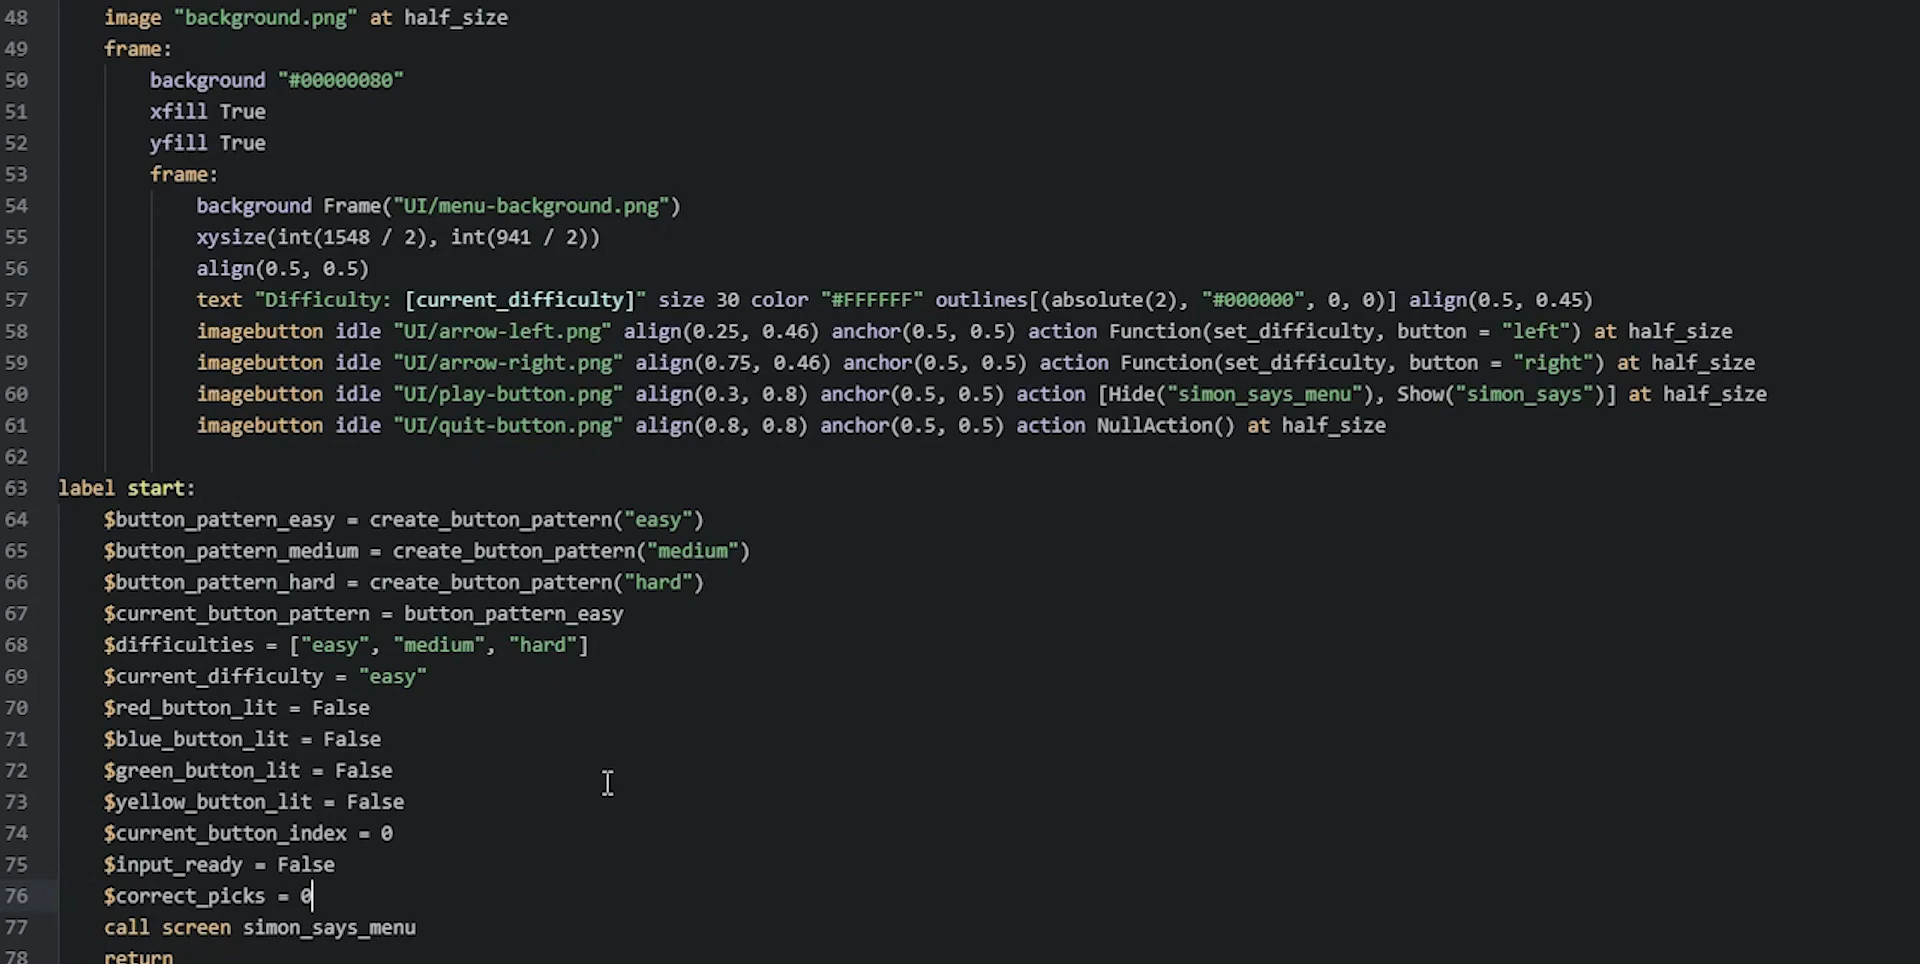 48 image "background.png" at half_size
49 frame:
50 background "#00000080"
51 xfill True
52 yfill True
53 frame:
54 background Frame("UI/menu-background.png")
55 xysize(int(1548 / 2), int(941 / 2))
56 align(0.5, 0.5)
57 text "Difficulty: [current_difficulty]" size 30 color "#FFFFFF" outlines[(absolute(2), "#000000", 0, 0)] align(0.5, 0.45)
58 imagebutton idle "UI/arrow-left.png" align(0.25, 0.46) anchor(0.5, 0.5) action Function(set_difficulty, button = "left") at half_size
59 imagebutton idle "UI/arrow-right.png" align(0.75, 0.46) anchor(0.5, 0.5) action Function(set_difficulty, button = "right") at half_size
60 imagebutton idle "UI/play-button.png" align(0.3, 0.8) anchor(0.5, 0.5) action [Hide("simon_says_menu"), Show("simon_says")] at half_size
61 imagebutton idle "UI/quit-button.png" align(0.8, 0.8) anchor(0.5, 0.5) action NullAction() at half_size
62
63 label start:
64 $button_pattern_easy = create_button_pattern("easy")
65 $button_pattern_medium = create_button_pattern("medium")
66 $button_pattern_hard = create_button_pattern("hard")
67 $current_button_pattern = button_pattern_easy
68 $difficulties = ["easy", "medium", "hard"]
69 $current_difficulty = "easy"
70 $red_button_lit = False
71 $blue_button_lit = False
72 $green_button_lit = False
73 $yellow_button_lit = False
74 $current_button_index = 0
75 $input_ready = False
76 $correct_picks = 0
77 call screen simon_says_menu
78 return